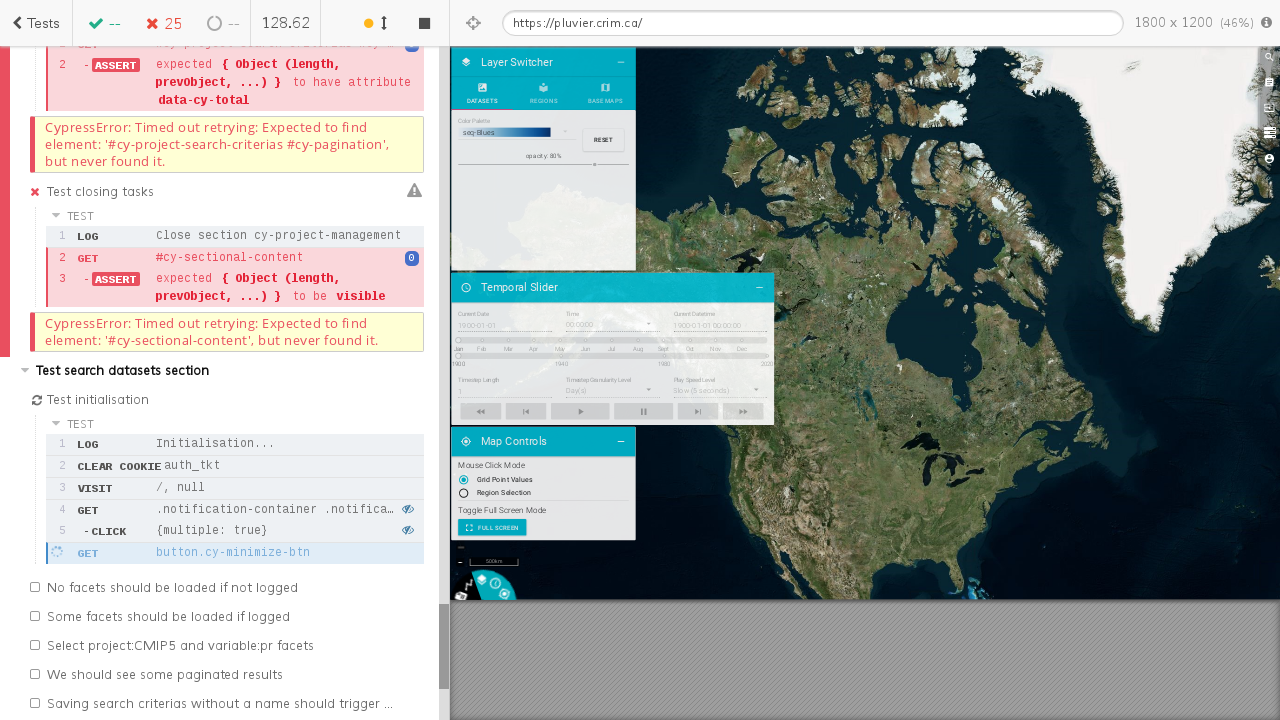 Tests
--
25
--
128.62
https://pluvier.crim.ca/
1800 x 1200 (46%)
2 -ASSERT expected { Object (length, prevObject, ...) } to have attribute data-cy-total
CypressError: Timed out retrying: Expected to find
element: '#cy-project-search-criterias #cy-pagination',
but never found it.
Test closing tasks
TEST
1 LOG Close section cy-project-management
2 GET #cy-sectional-content 0
3 -ASSERT expected { Object (length,
prevObject, ...) } to be visible
CypressError: Timed out retrying: Expected to find
element: '#cy-sectional-content', but never found it.
Test search datasets section
Test initialisation
TEST
1 LOG Initialisation...
2 CLEAR COOKIE auth_tkt
3 VISIT /, null
4 GET .notification-container .notifica…
5 -CLICK {multiple: true}
GET button.cy-minimize-btn
No facets should be loaded if not logged
Some facets should be loaded if logged
Select project:CMIP5 and variable:pr facets
We should see some paginated results
Saving search criterias without a name should trigger ...
Layer Switcher
DATASETS REGIONS BASE MAPS
Color Palette
seq-Blues
RESET
opacity: 80%
Temporal Slider
Current Date Time Current Datetime
1900-01-01 00:00:00 1900-01-01 00:00:00
Jan Feb Mar Apr May Jun Jul Aug Sept Oct Nov Dec
1900 1940 1980 2020
Timestep Length Timestep Granularity Level Play Speed Level
1 Day(s) Slow (5 seconds)
Map Controls
Mouse Click Mode
Grid Point Values
Region Selection
Toggle Full Screen Mode
FULL SCREEN
500km